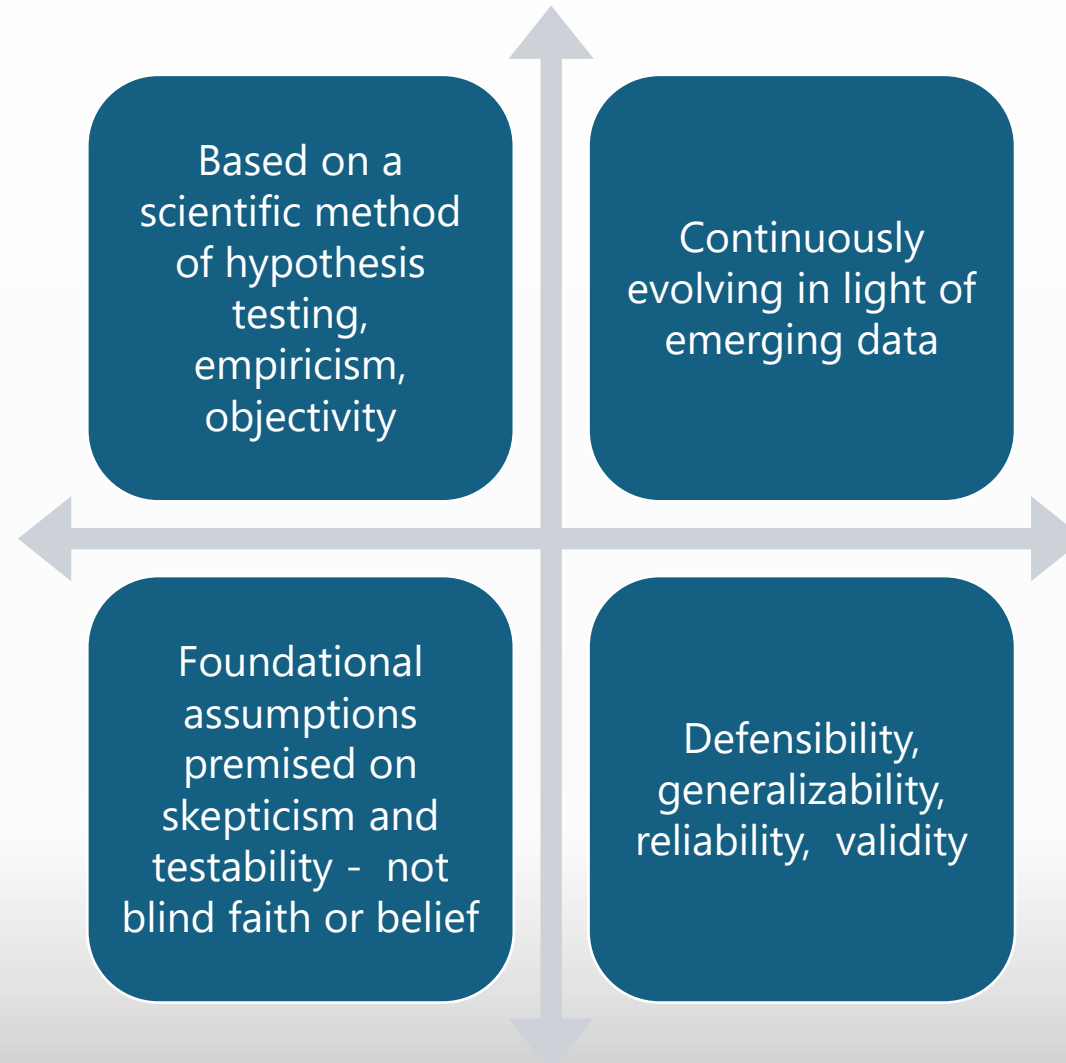 Based on a
scientific method
of hypothesis
testing,
empiricism,
objectivity
Continuously
evolving in light of
emerging data
Foundational
assumptions
premised on
skepticism and
testability - not
blind faith or belief
Defensibility,
generalizability,
reliability, validity